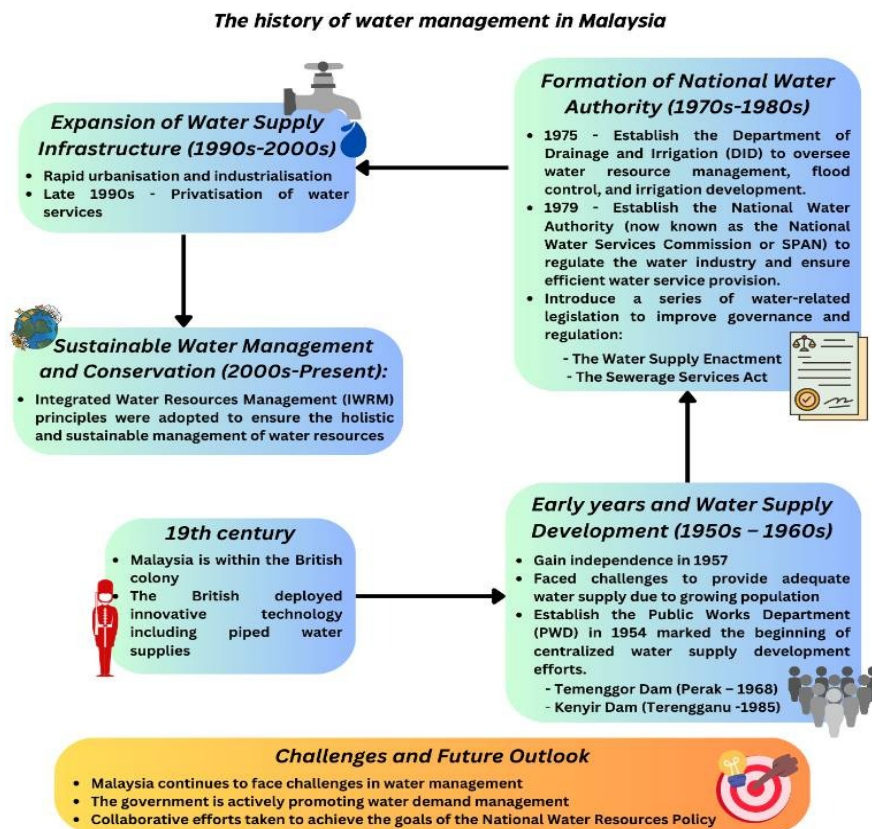 The history of water management in Malaysia
Expansion of Water Supply
Infrastructure (1990s-2000s)
• Rapid urbanisation and industrialisation
• Late 1990s - Privatisation of water
services
Formation of National Water
Authority (1970s-1980s)
• 1975 - Establish the Department of
Drainage and Irrigation (DID) to oversee
water resource management, flood
control, and irrigation development.
• 1979 - Establish the National Water
Authority (now known as the National
Water Services Commission or SPAN) to
regulate the water industry and ensure
efficient water service provision.
• Introduce a series of water-related
legislation to improve governance and
regulation:
- The Water Supply Enactment
- The Sewerage Services Act
Sustainable Water Management
and Conservation (2000s-Present):
• Integrated Water Resources Management (IWRM)
principles were adopted to ensure the holistic
and sustainable management of water resources
19th century
• Malaysia is within the British
colony
• The British deployed
innovative technology
including piped water
supplies
Early years and Water Supply
Development (1950s – 1960s)
• Gain independence in 1957
• Faced challenges to provide adequate
water supply due to growing population
• Establish the Public Works Department
(PWD) in 1954 marked the beginning of
centralized water supply development
efforts.
- Temenggor Dam (Perak – 1968)
- Kenyir Dam (Terengganu -1985)
Challenges and Future Outlook
• Malaysia continues to face challenges in water management
• The government is actively promoting water demand management
• Collaborative efforts taken to achieve the goals of the National Water Resources Policy